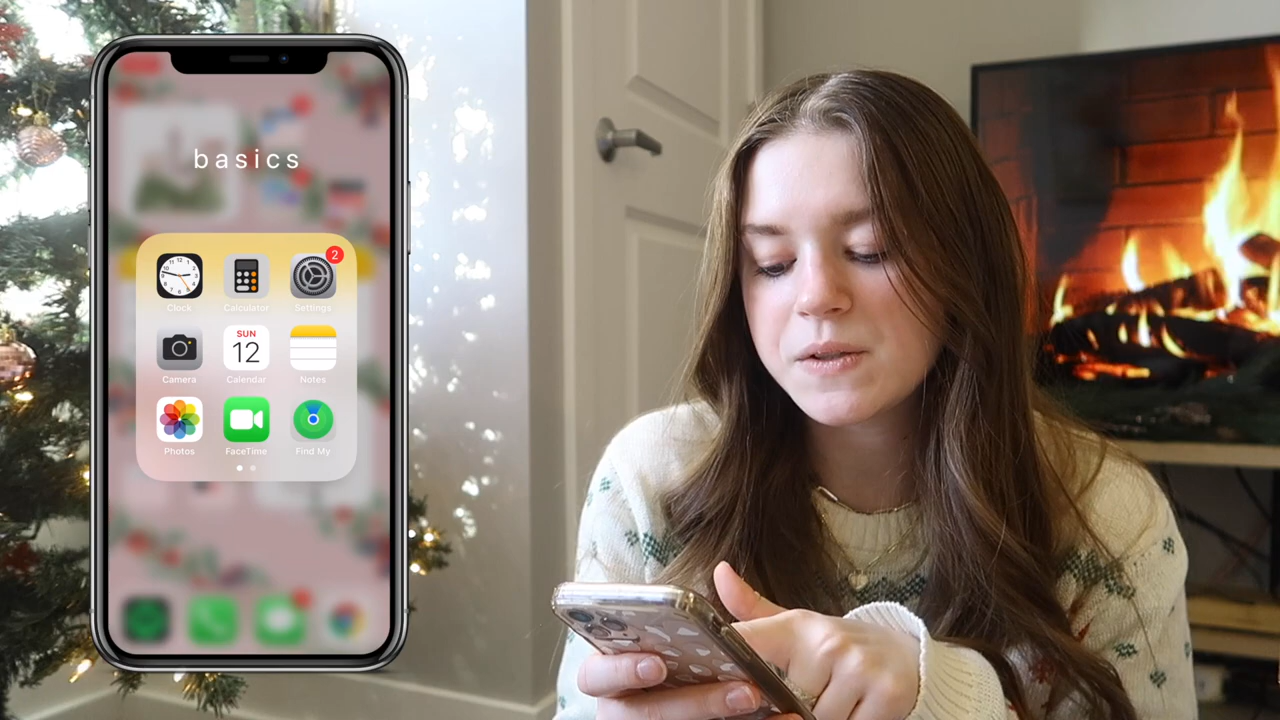 basics
2
Clock
Calculator
Settings
SUN
12
Camera
Calendar
Notes
Photos
FaceTime
Find My